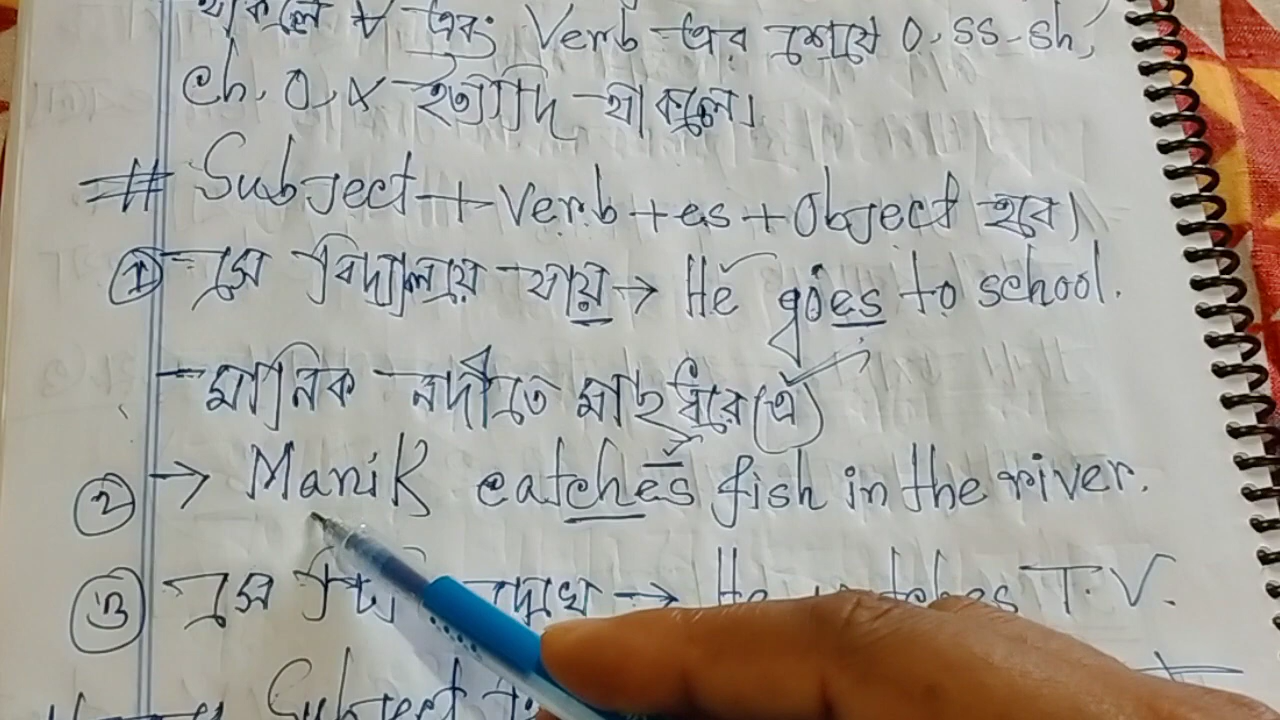 থাকলে এবং Verb এর শেষে o, ss-sh,
ch, o, x ইত্যাদি থাকলে।
# Subject + Verb + es + Object হবে।
① সে বিদ্যালয়ে যায় → He goes to school.
মানিক নদীতে মাছ ধরে (এ)
② → Manik catches fish in the river.
③ সে দেখে → He watches T.V.
Subject